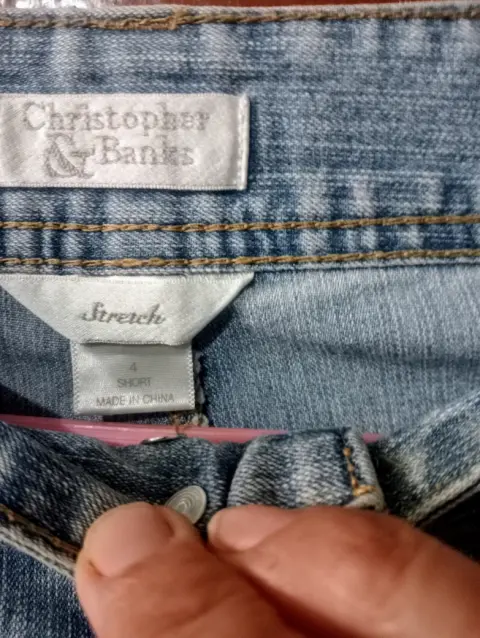 Christopher
& Banks
Stretch
4
SHORT
MADE IN CHINA